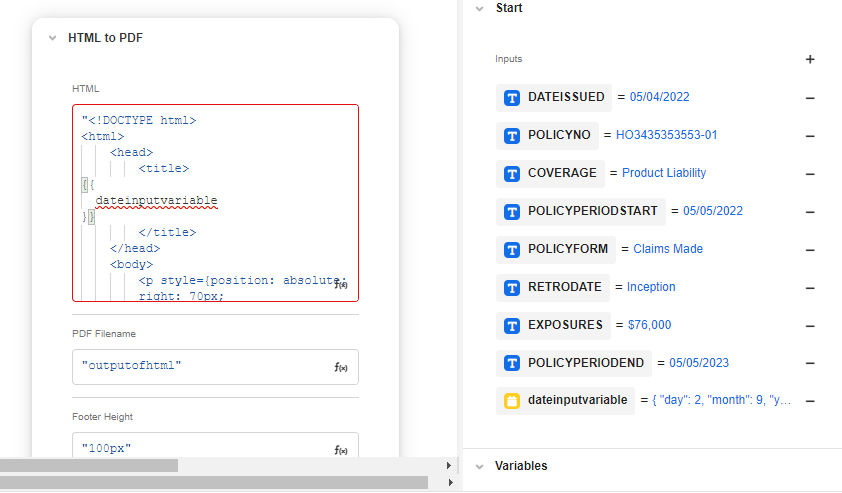 HTML to PDF
HTML
"<!DOCTYPE html>
<html>
<head>
<title>
{{
dateinputvariable
}}
</title>
</head>
<body>
<p style={position: absolute;
right: 70px;
f(x)
PDF Filename
"outputofhtml"
f(x)
Footer Height
"100px"
f(x)
Start
Inputs
+
T DATEISSUED = 05/04/2022 –
T POLICYNO = HO3435353553-01 –
T COVERAGE = Product Liability –
T POLICYPERIODSTART = 05/05/2022 –
T POLICYFORM = Claims Made –
T RETRODATE = Inception –
T EXPOSURES = $76,000 –
T POLICYPERIODEND = 05/05/2023 –
dateinputvariable = { "day": 2, "month": 9, "y... –
Variables